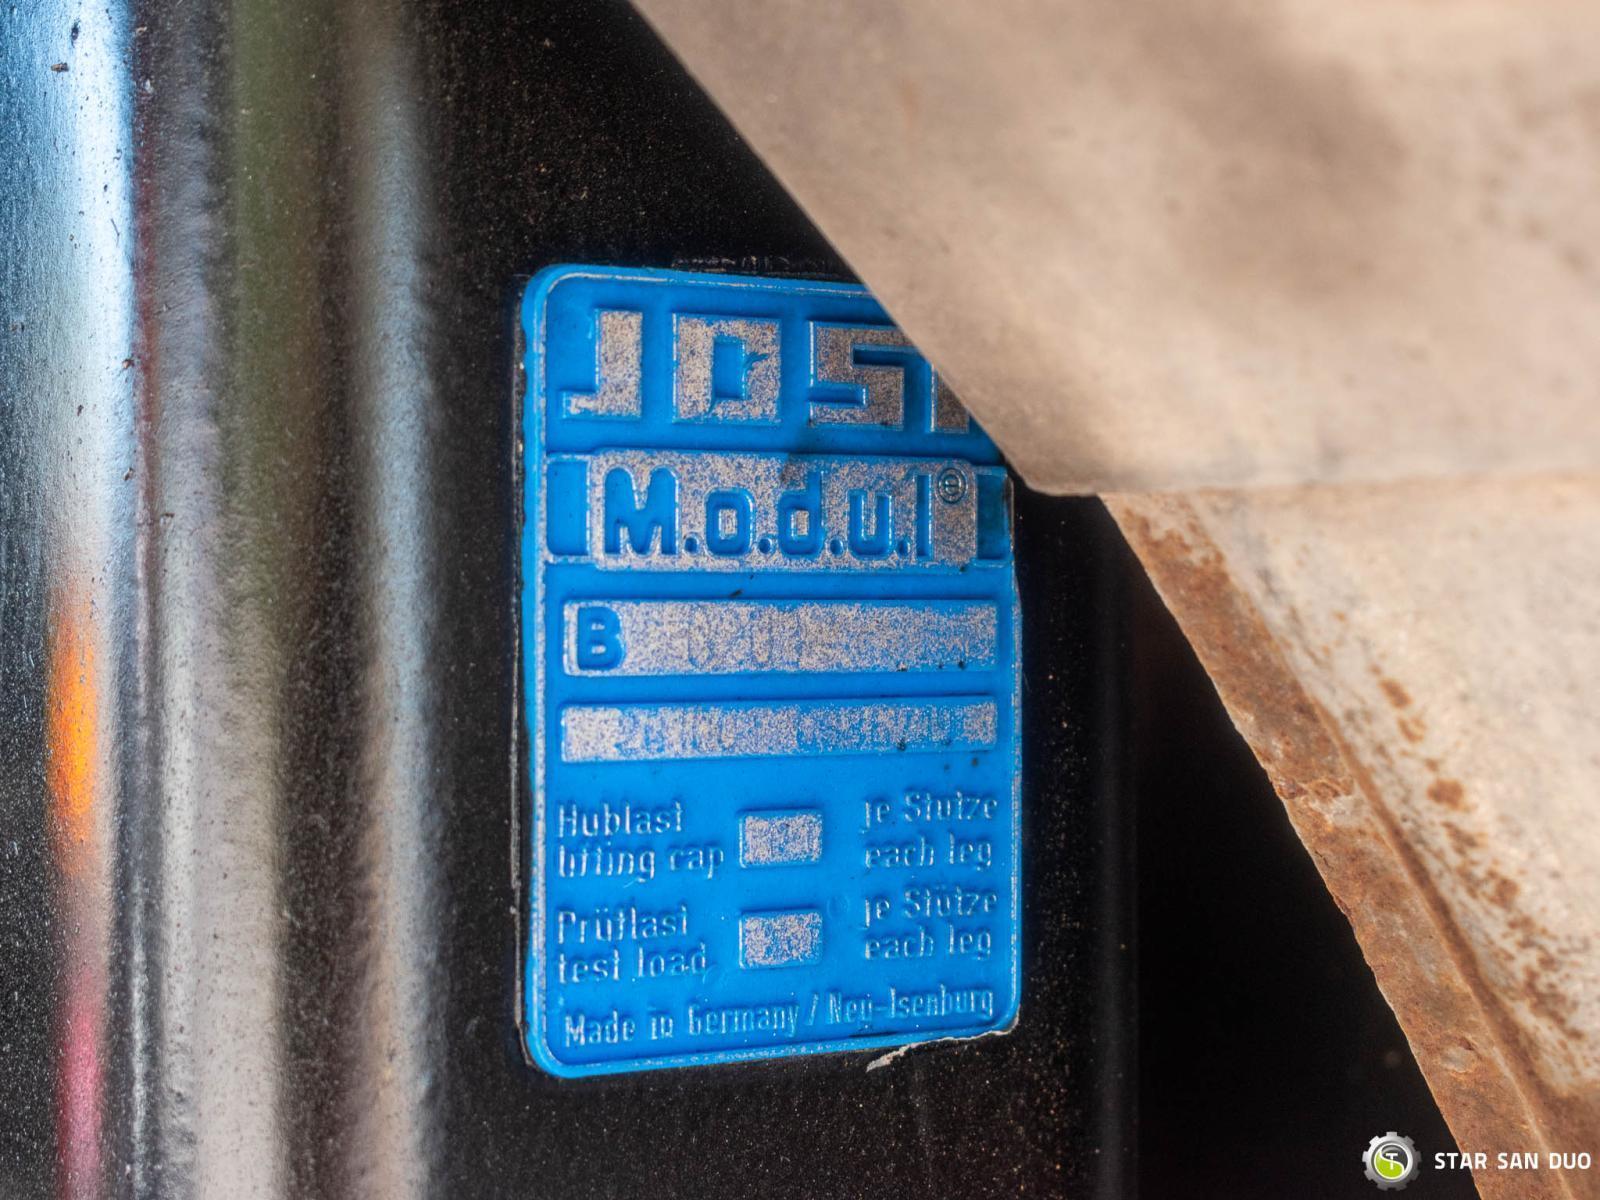 JOST
M.o.d.u.l®
B
Hublast je Stütze
lifting cap each leg
Prüflast je Stütze
test load each leg
Made in Germany / Neu-Isenburg
STAR SAN DUO